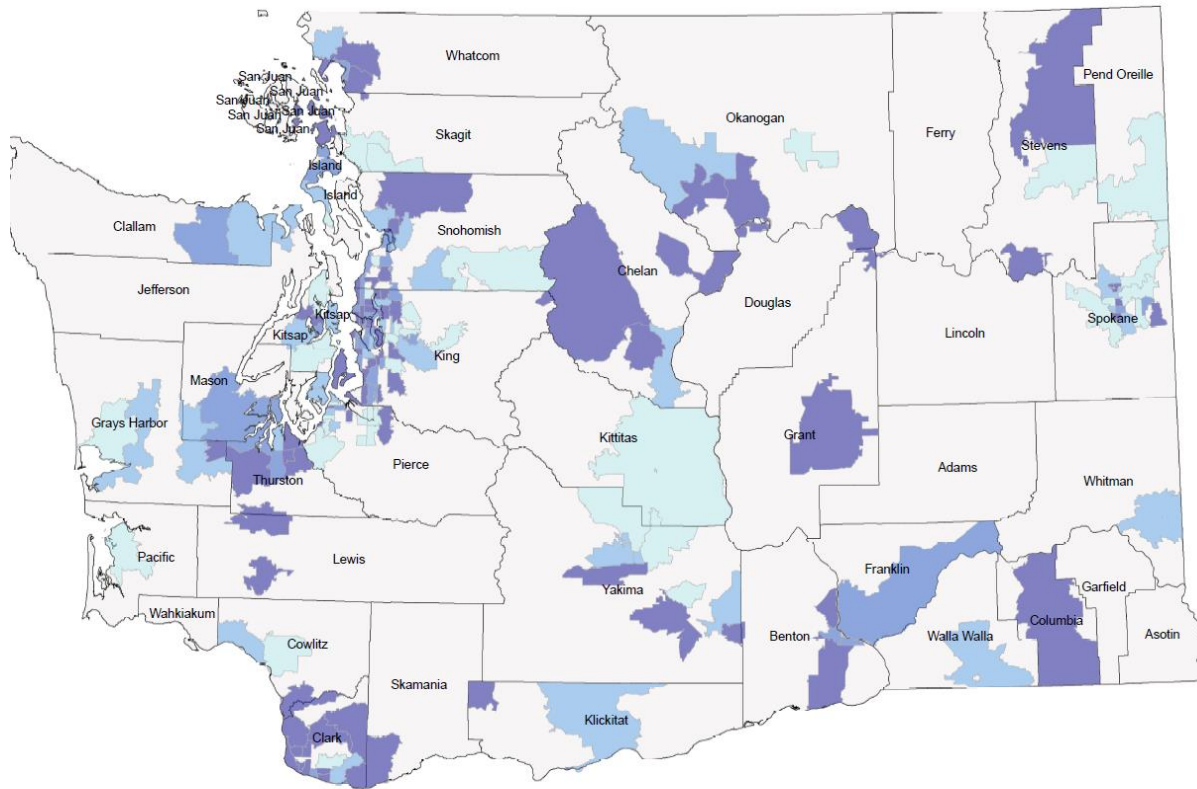 Whatcom
San Juan
San Juan
San Juan
San Juan
San Juan
San Juan
Pend Oreille
Okanogan
Skagit
Ferry
Stevens
Island
Island
Clallam
Snohomish
Chelan
Jefferson
Douglas
Kitsap
Spokane
Lincoln
Kitsap
King
Mason
Grays Harbor
Kittitas
Grant
Pierce
Adams
Whitman
Thurston
Pacific
Lewis
Franklin
Yakima
Garfield
Wahkiakum
Columbia
Benton
Walla Walla
Asotin
Cowlitz
Skamania
Klickitat
Clark